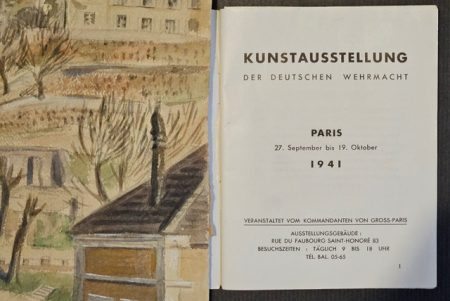 KUNSTAUSSTELLUNG
DER DEUTSCHEN WEHRMACHT
PARIS
27. September bis 19. Oktober
1941
VERANSTALTET VOM KOMMANDANTEN VON GROSS-PARIS
AUSSTELLUNGSGEBÄUDE :
RUE DU FAUBOURG SAINT-HONORÉ 83
BESUCHSZEITEN : TÄGLICH 9 BIS 18 UHR
TÉL. BAL. 05-65
1